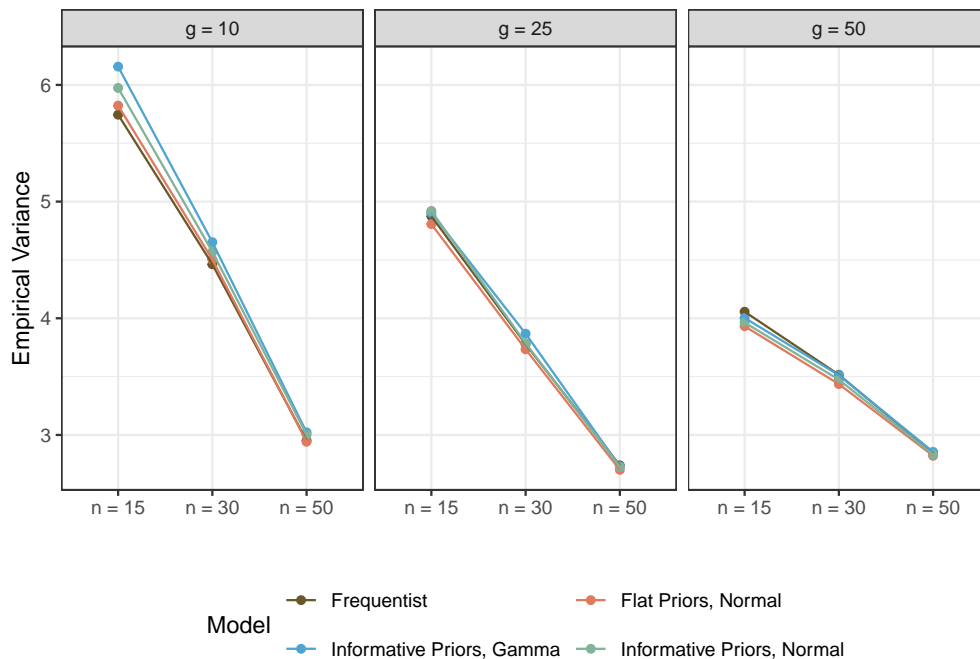 g = 10
g = 25
g = 50
Empirical Variance
6
5
4
3
n = 15
n = 30
n = 50
n = 15
n = 30
n = 50
n = 15
n = 30
n = 50
Model
Frequentist
Flat Priors, Normal
Informative Priors, Gamma
Informative Priors, Normal